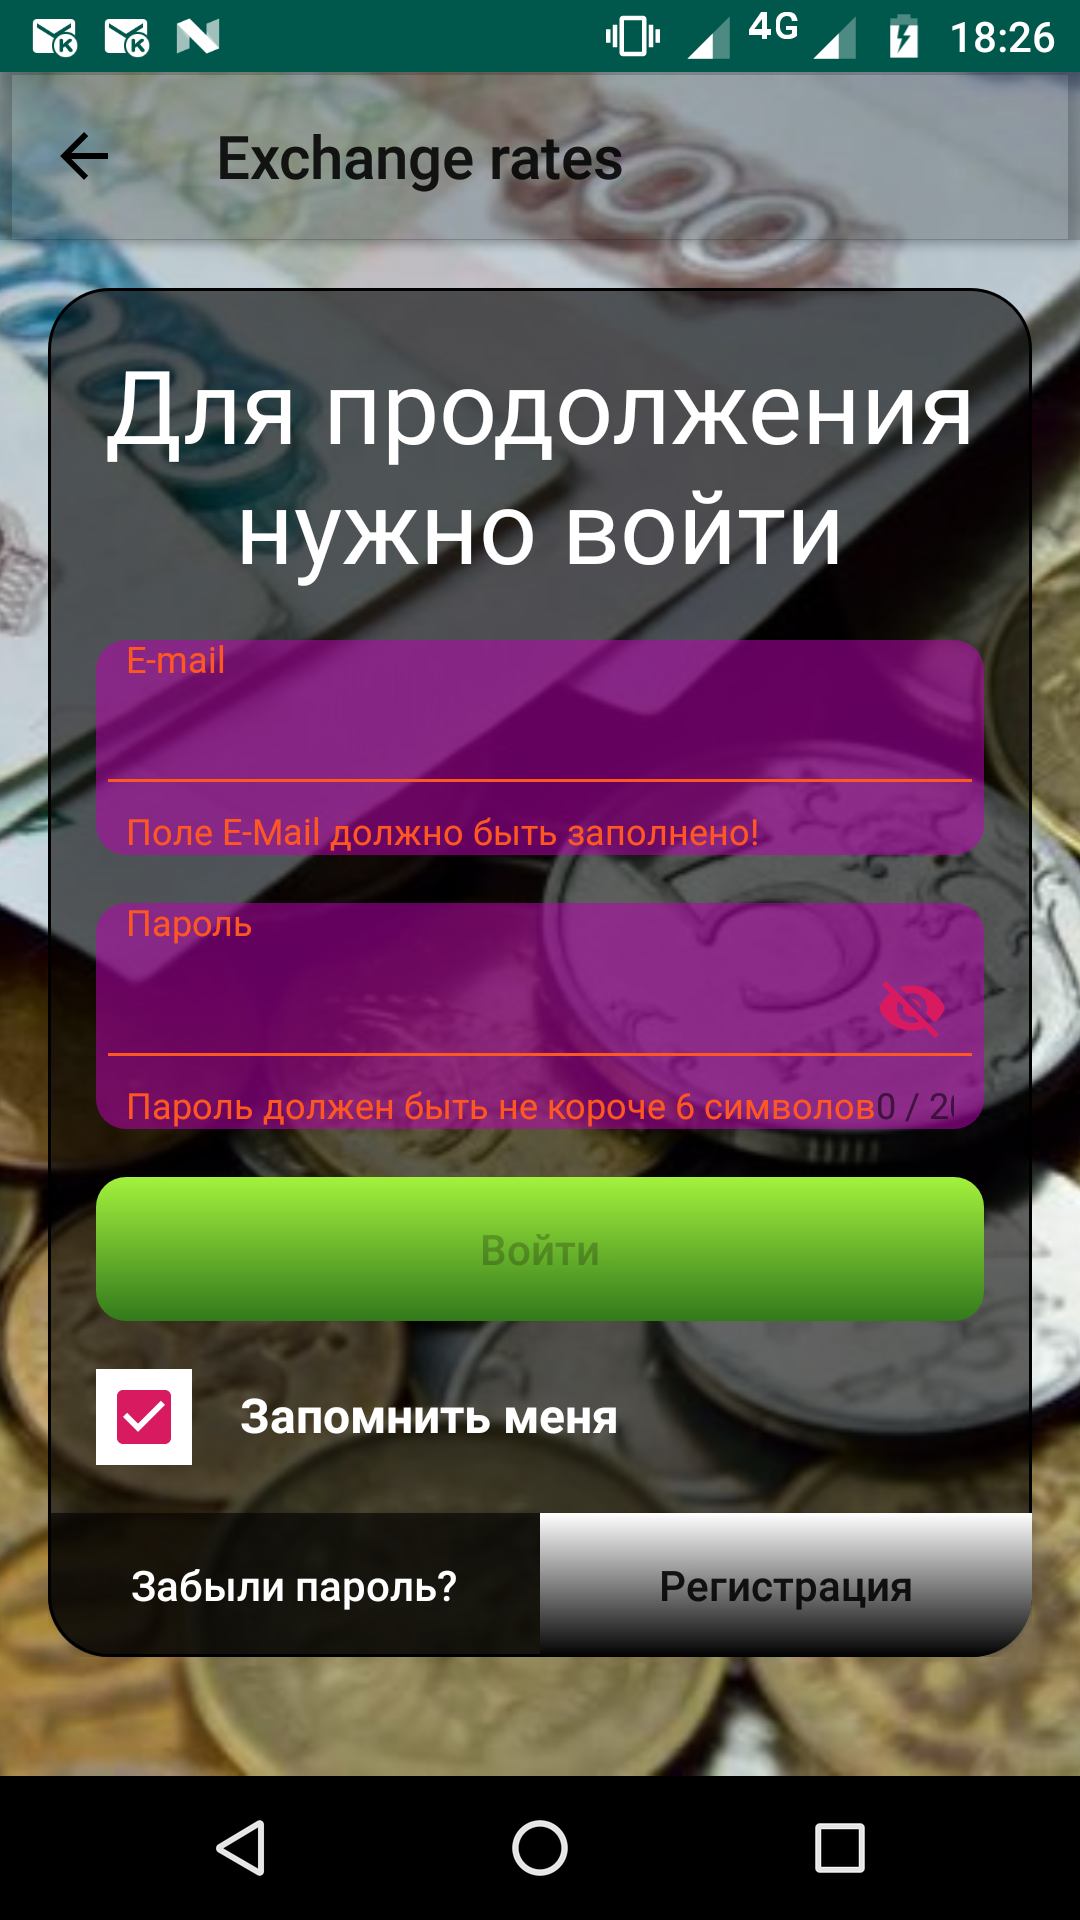 4G 18:26
Exchange rates
100
Для продолжения
нужно войти
E-mail
Поле E-Mail должно быть заполнено!
Пароль
Пароль должен быть не короче 6 символов
0 / 2
Войти
Запомнить меня
Забыли пароль? Регистрация